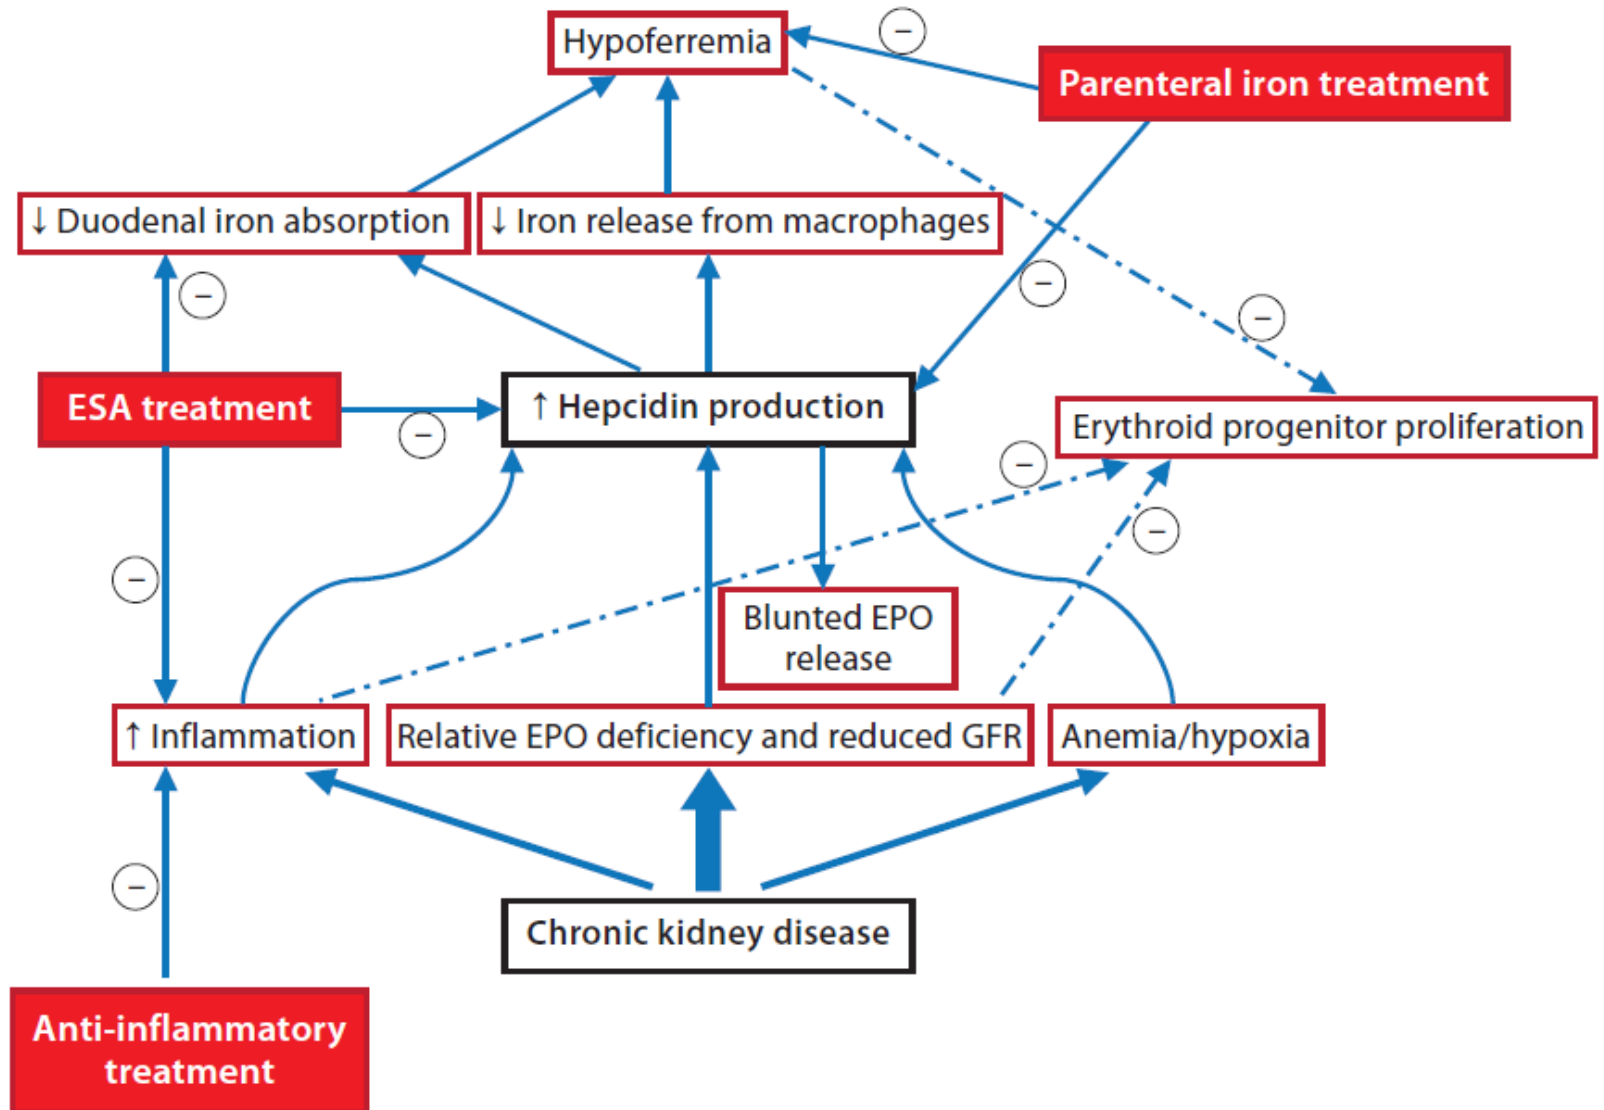 Hypoferremia
−
Parenteral iron treatment
↓ Duodenal iron absorption
↓ Iron release from macrophages
−
−
−
ESA treatment
−
↑ Hepcidin production
Erythroid progenitor proliferation
−
−
−
Blunted EPO
release
↑ Inflammation
Relative EPO deficiency and reduced GFR
Anemia/hypoxia
−
Chronic kidney disease
Anti-inflammatory
treatment